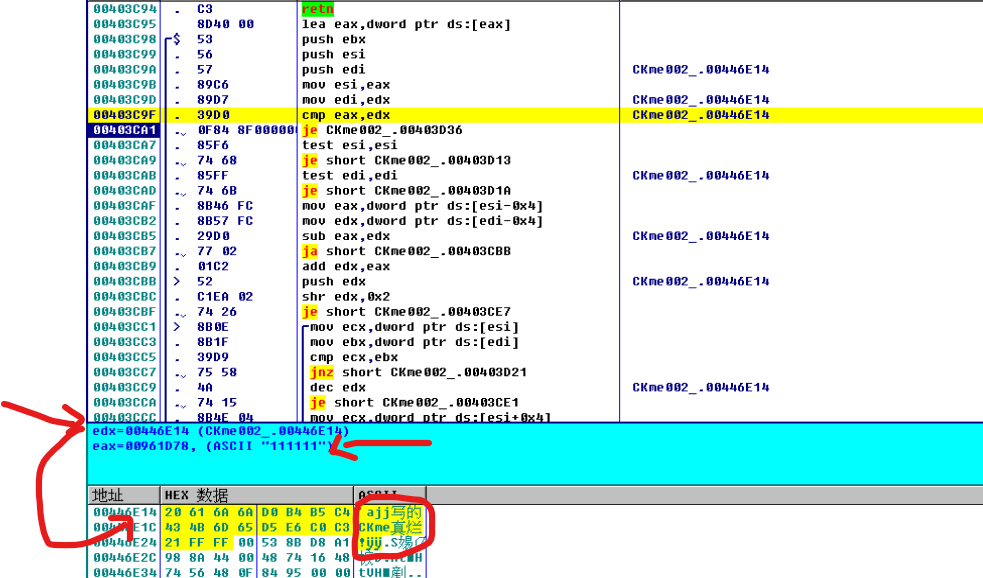 00403C94 . C3 retn
00403C95 8D40 00 lea eax,dword ptr ds:[eax]
00403C98 $ 53 push ebx
00403C99 . 56 push esi
00403C9A . 57 push edi CKme002_.00446E14
00403C9B . 89C6 mov esi,eax
00403C9D . 89D7 mov edi,edx CKme002_.00446E14
00403C9F . 39D0 cmp eax,edx CKme002_.00446E14
00403CA1 . 0F84 8F00000 je CKme002_.00403D36
00403CA7 . 85F6 test esi,esi
00403CA9 . 74 68 je short CKme002_.00403D13
00403CAB . 85FF test edi,edi CKme002_.00446E14
00403CAD . 74 6B je short CKme002_.00403D1A
00403CAF . 8B46 FC mov eax,dword ptr ds:[esi-0x4]
00403CB2 . 8B57 FC mov edx,dword ptr ds:[edi-0x4]
00403CB5 . 29D0 sub eax,edx CKme002_.00446E14
00403CB7 . 77 02 ja short CKme002_.00403CBB
00403CB9 . 01C2 add edx,eax
00403CBB > 52 push edx CKme002_.00446E14
00403CBC . C1EA 02 shr edx,0x2
00403CBF . 74 26 je short CKme002_.00403CE7
00403CC1 > 8B0E mov ecx,dword ptr ds:[esi]
00403CC3 . 8B1F mov ebx,dword ptr ds:[edi]
00403CC5 . 39D9 cmp ecx,ebx
00403CC7 . 75 58 jnz short CKme002_.00403D21
00403CC9 . 4A dec edx CKme002_.00446E14
00403CCA . 74 15 je short CKme002_.00403CE1
00403CCC . 8B4E 04 mov ecx,dword ptr ds:[esi+0x4]
edx=00446E14 (CKme002_.00446E14)
eax=00961D78, (ASCII "111111")
地址 HEX 数据 ASCII
00446E14 20 61 6A 6A D0 B4 B5 C4 ajj写的
43 4B 6D 65 D5 E6 C0 C3 CKme真烂
00446E24 21 FF FF 00 53 8B D8 A1
00446E2C 98 8A 44 00 48 74 16 48
00446E34 74 56 48 0F 84 95 00 00 tVH